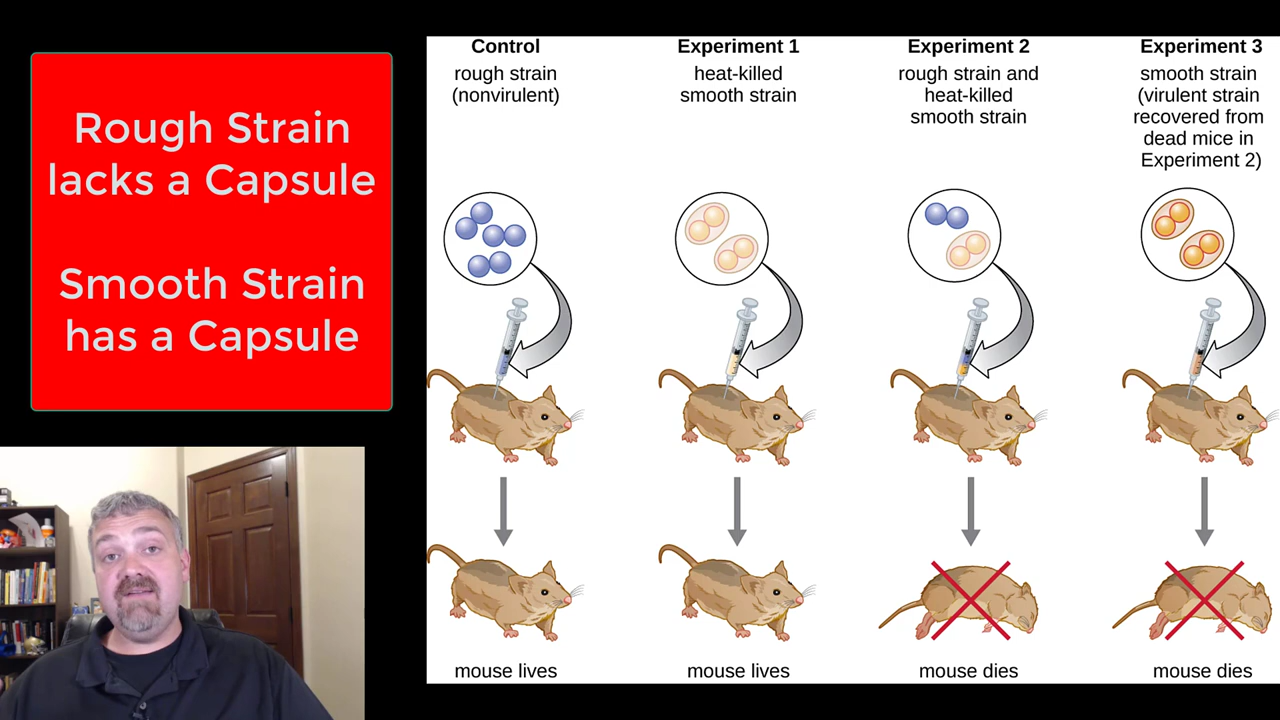 Rough Strain
lacks a Capsule
Smooth Strain
has a Capsule
Control
rough strain
(nonvirulent)
Experiment 1
heat-killed
smooth strain
Experiment 2
rough strain and
heat-killed
smooth strain
Experiment 3
smooth strain
(virulent strain
recovered from
dead mice in
Experiment 2)
mouse lives
mouse lives
mouse dies
mouse dies